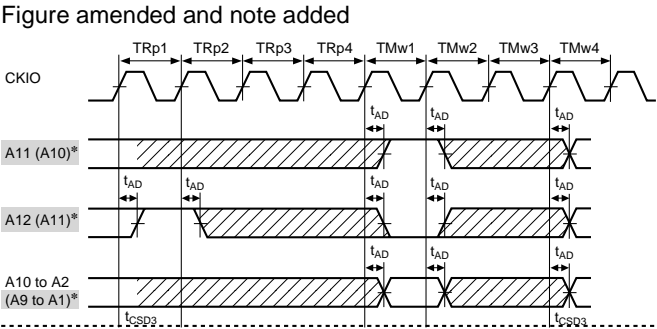 Figure amended and note added
TRp1 TRp2 TRp3 TRp4 TMw1 TMw2 TMw3 TMw4
CKIO
tAD tAD tAD
A11 (A10)*
tAD tAD tAD tAD tAD
A12 (A11)*
tAD tAD tAD
A10 to A2
(A9 to A1)*
tCSD3 tCSD3